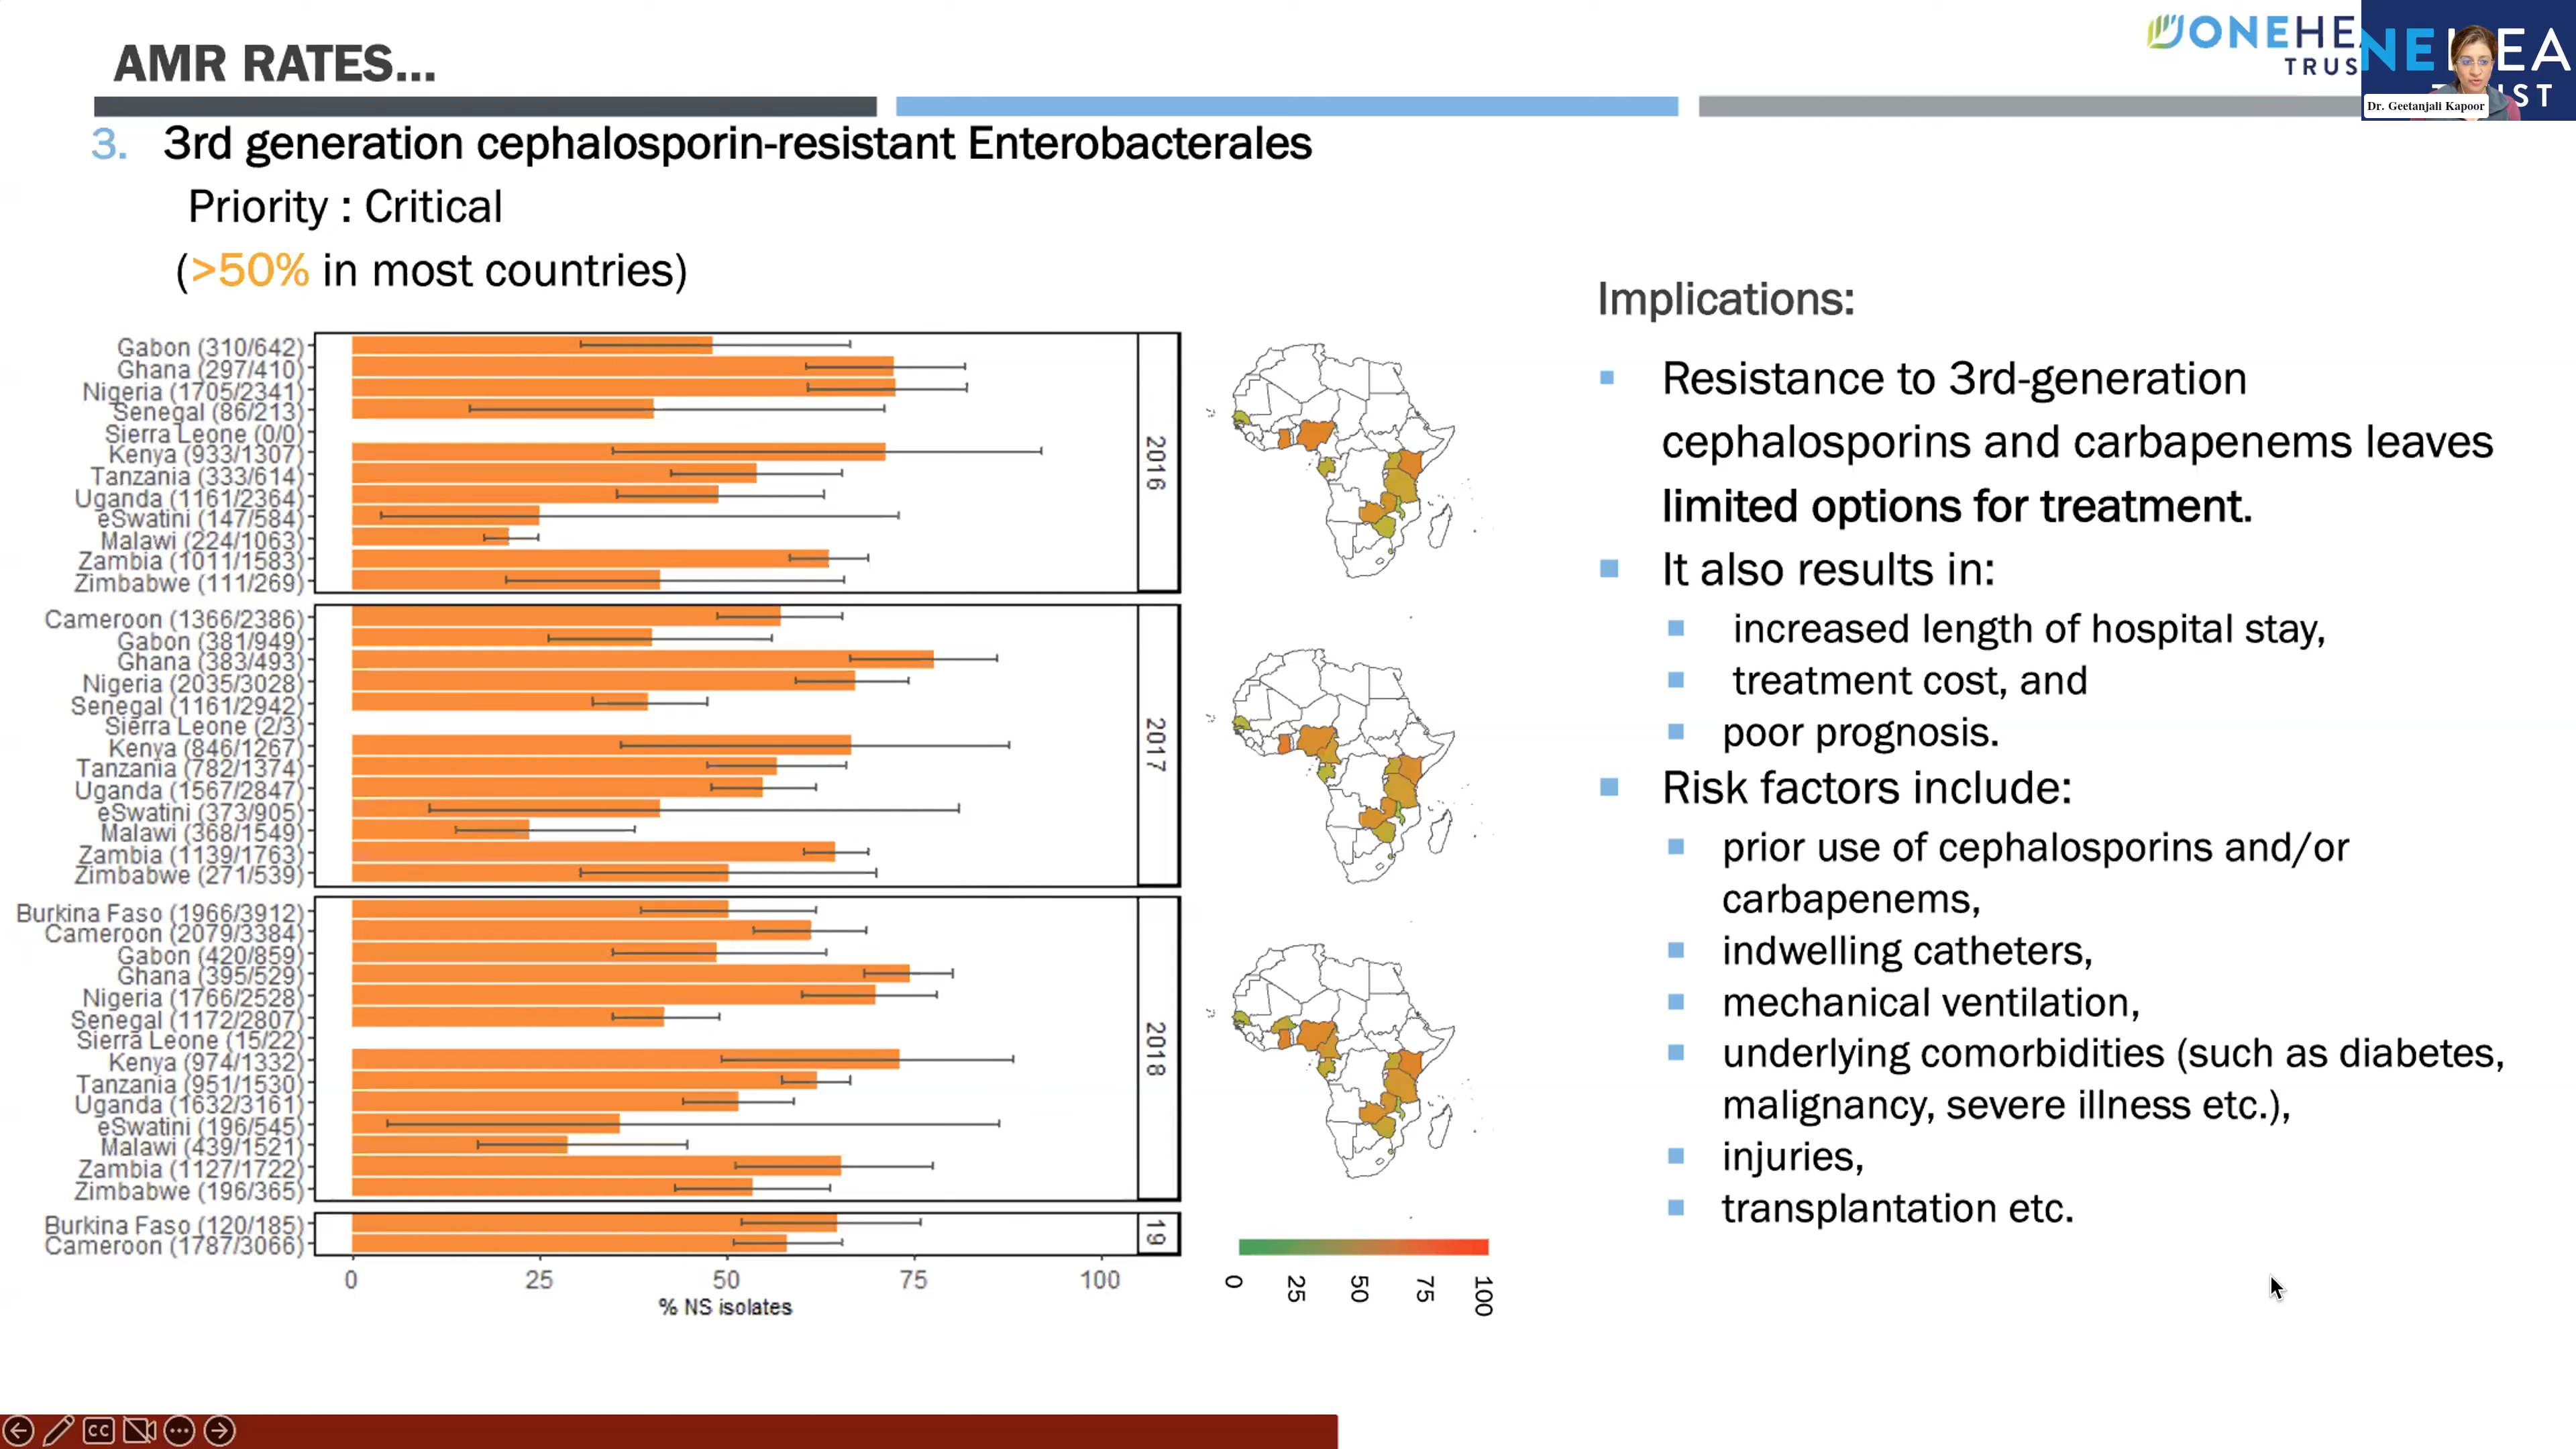 AMR RATES...
ONEHE
TRUS
NE
EA
ST
Dr. Geetanjali Kapoor
3. 3rd generation cephalosporin-resistant Enterobacterales
Priority : Critical
(>50% in most countries)
Gabon (310/642)
Ghana (297/410)
Nigeria (1705/2341)
Senegal (86/213)
Sierra Leone (0/0)
Kenya (933/1307)
Tanzania (333/614)
Uganda (1161/2364)
eSwatini (147/584)
Malawi (224/1063)
Zambia (1011/1583)
Zimbabwe (111/269)
2016
Cameroon (1366/2386)
Gabon (381/949)
Ghana (383/493)
Nigeria (2035/3028)
Senegal (1161/2942)
Sierra Leone (2/3)
Kenya (846/1267)
Tanzania (782/1374)
Uganda (1567/2847)
eSwatini (373/905)
Malawi (368/1549)
Zambia (1139/1763)
Zimbabwe (271/539)
2017
Burkina Faso (1966/3912)
Cameroon (2079/3384)
Gabon (420/859)
Ghana (395/529)
Nigeria (1766/2528)
Senegal (1172/2807)
Sierra Leone (15/22)
Kenya (974/1332)
Tanzania (951/1530)
Uganda (1632/3161)
eSwatini (196/545)
Malawi (439/1521)
Zambia (1127/1722)
Zimbabwe (196/365)
2018
Burkina Faso (120/185)
Cameroon (1787/3066)
19
0 25 50 75 100
% NS isolates
0 25 50 75 100
Implications:
Resistance to 3rd-generation
cephalosporins and carbapenems leaves
limited options for treatment.
It also results in:
increased length of hospital stay,
treatment cost, and
poor prognosis.
Risk factors include:
prior use of cephalosporins and/or
carbapenems,
indwelling catheters,
mechanical ventilation,
underlying comorbidities (such as diabetes,
malignancy, severe illness etc.),
injuries,
transplantation etc.
CC